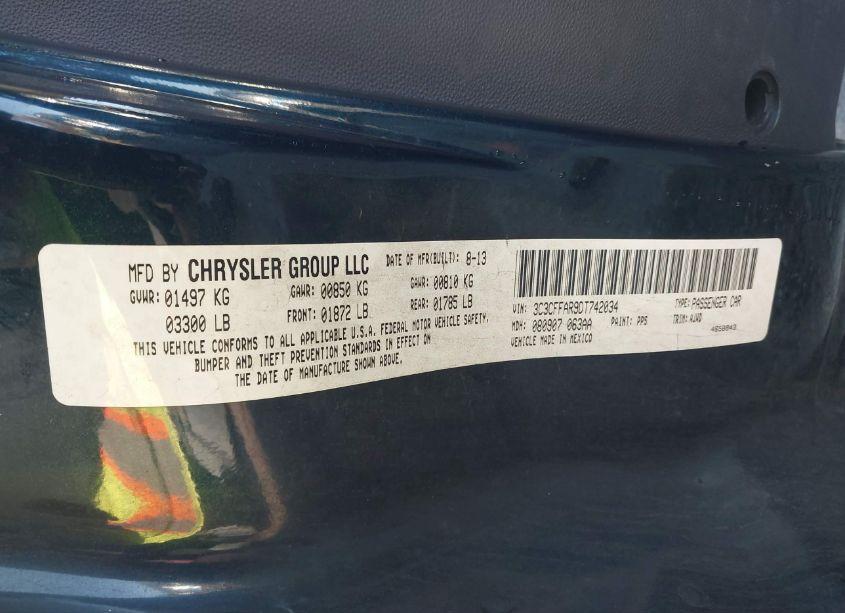 MFD BY CHRYSLER GROUP LLC DATE OF MFR(BUILT): 8-13
GVWR: 01497 KG GAWR: 00850 KG GAWR: 00810 KG
03300 LB FRONT: 01872 LB REAR: 01785 LB
THIS VEHICLE CONFORMS TO ALL APPLICABLE U.S.A. FEDERAL MOTOR VEHICLE SAFETY,
BUMPER AND THEFT PREVENTION STANDARDS IN EFFECT ON
THE DATE OF MANUFACTURE SHOWN ABOVE.
VIN: 3C3CFFAR9DT742034 TYPE: PASSENGER CAR
MDH: 080907 063AA PAINT: PPS TRIM: AJWD
VEHICLE MADE IN MEXICO